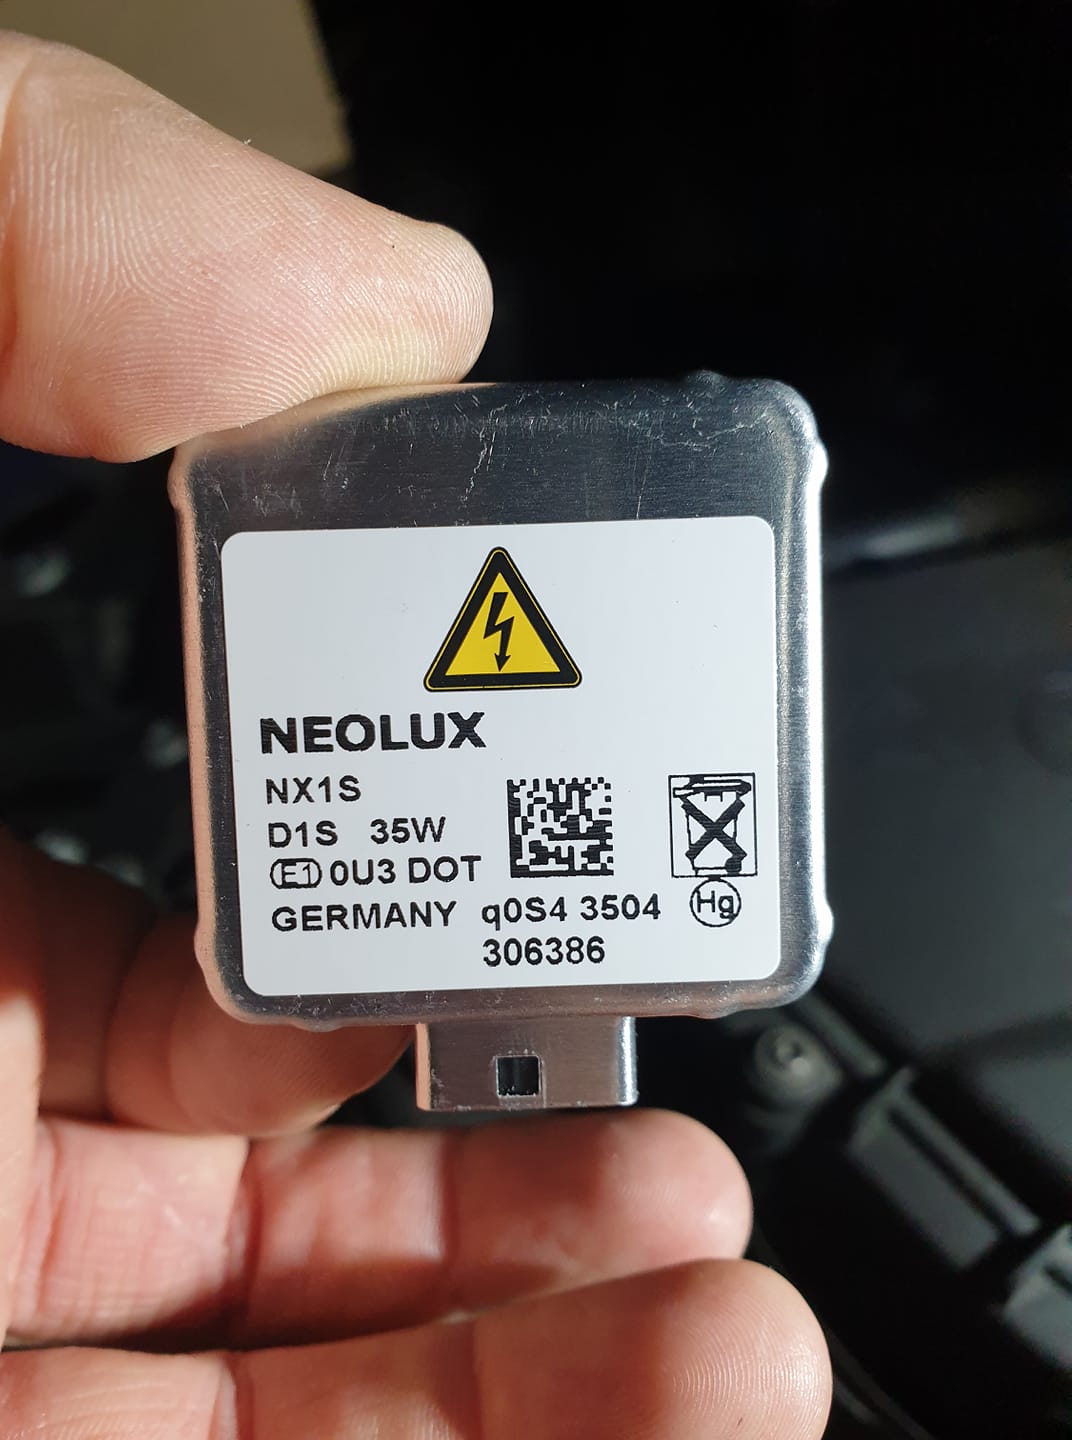 NEOLUX
NX1S
D1S 35W
E1 0U3 DOT
GERMANY q0S4 3504
306386
Hg